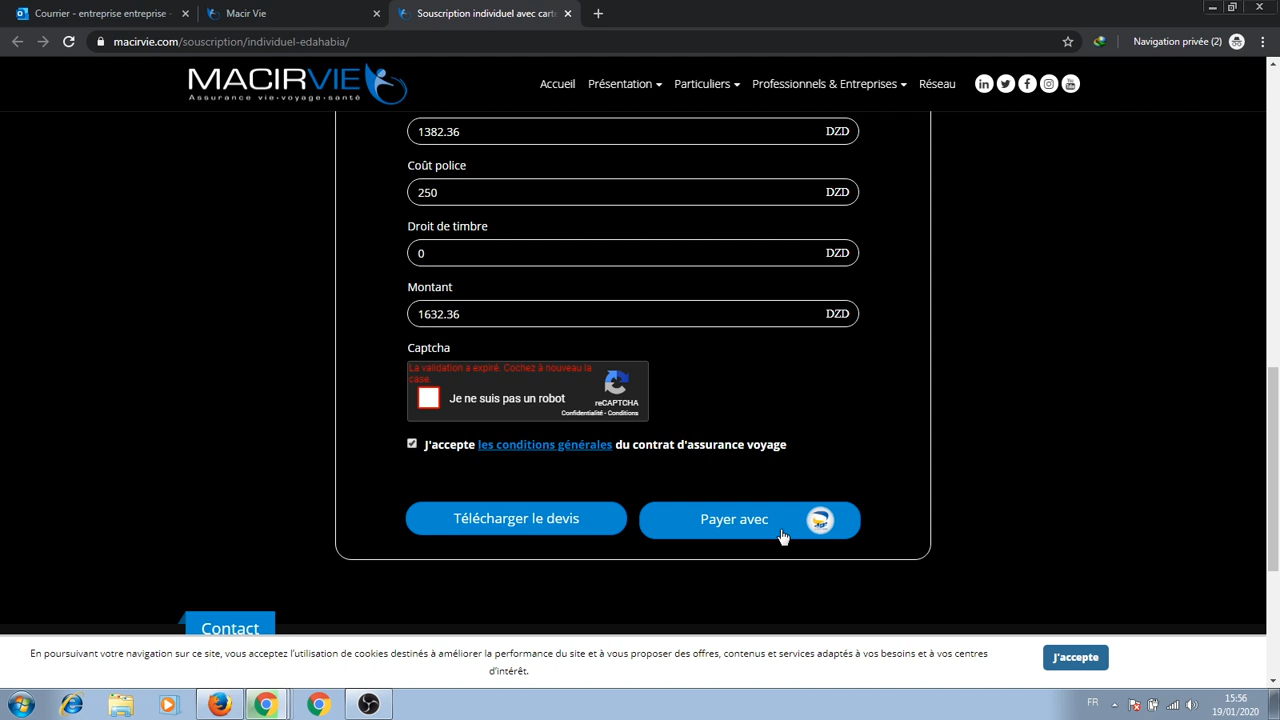 Courrier - entreprise entreprise -
Macir Vie
Souscription individuel avec carte
macirvie.com/souscription/individuel-edahabia/
Navigation privée (2)
MACIRVIE
Assurance vie•voyage•santé
Accueil
Présentation
Particuliers
Professionnels & Entreprises
Réseau
1382.36 DZD
Coût police
250 DZD
Droit de timbre
0 DZD
Montant
1632.36 DZD
Captcha
La validation a expiré. Cochez à nouveau la
case.
Je ne suis pas un robot
reCAPTCHA
Confidentialité - Conditions
J'accepte les conditions générales du contrat d'assurance voyage
Télécharger le devis
Payer avec
Contact
En poursuivant votre navigation sur ce site, vous acceptez l'utilisation de cookies destinés à améliorer la performance du site et à vous proposer des offres, contenus et services adaptés à vos besoins et à vos centres
d'intérêt.
J'accepte
FR
15:56
19/01/2020